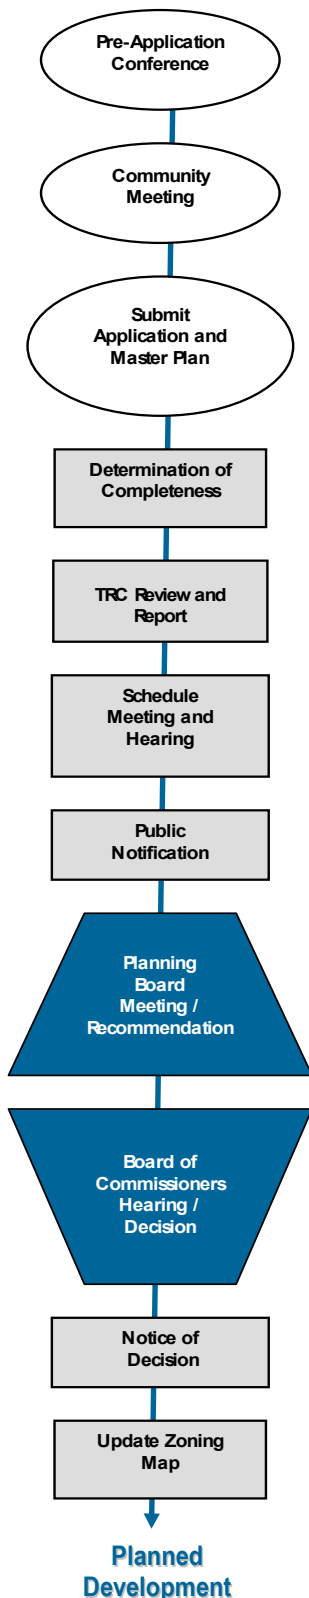 Pre-Application
Conference
Community
Meeting
Submit
Application and
Master Plan
Determination of
Completeness
TRC Review and
Report
Schedule
Meeting and
Hearing
Public
Notification
Planning
Board
Meeting /
Recommendation
Board of
Commissioners
Hearing /
Decision
Notice of
Decision
Update Zoning
Map
Planned
Development